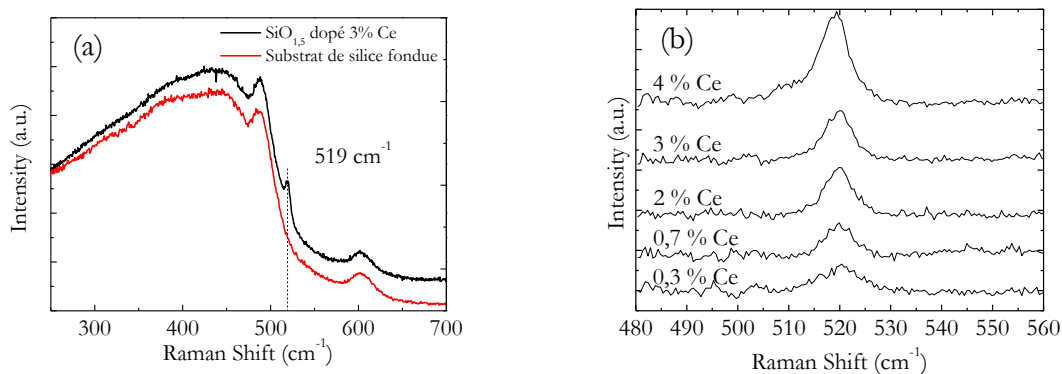 (a)
SiO1,5 dopé 3% Ce
Substrat de silice fondue
519 cm-1
Intensity (a.u.)
300 400 500 600 700
Raman Shift (cm-1)
(b)
4 % Ce
3 % Ce
2 % Ce
0,7 % Ce
0,3 % Ce
Intensity (a.u.)
480 490 500 510 520 530 540 550 560
Raman Shift (cm-1)